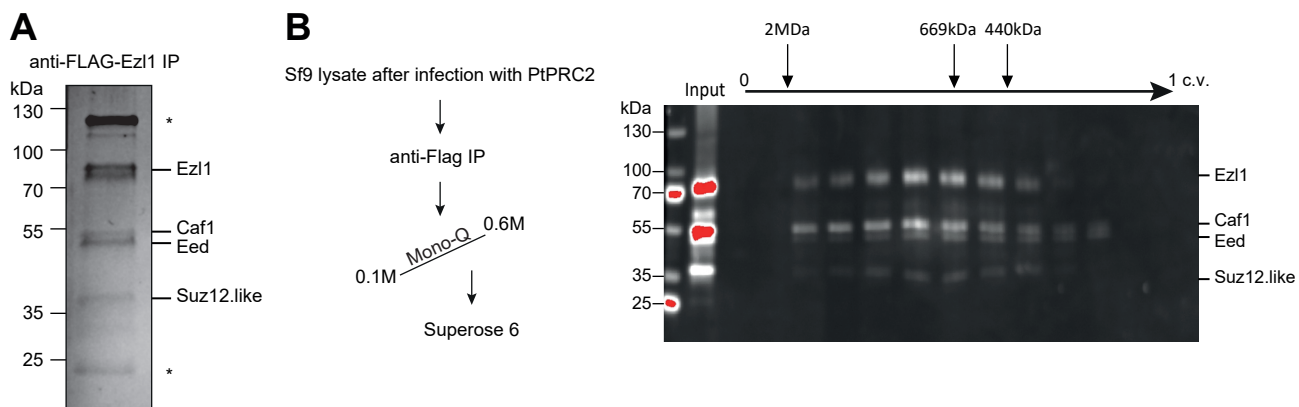 A
anti-FLAG-Ezl1 IP
kDa
130
100
70
55
35
25
*
Ezl1
Caf1
Eed
Suz12.like
*
B
Sf9 lysate after infection with PtPRC2
anti-Flag IP
0.1M
Mono-Q
0.6M
Superose 6
2MDa
669kDa
440kDa
Input
0
1 c.v.
kDa
130
100
70
55
35
25
Ezl1
Caf1
Eed
Suz12.like